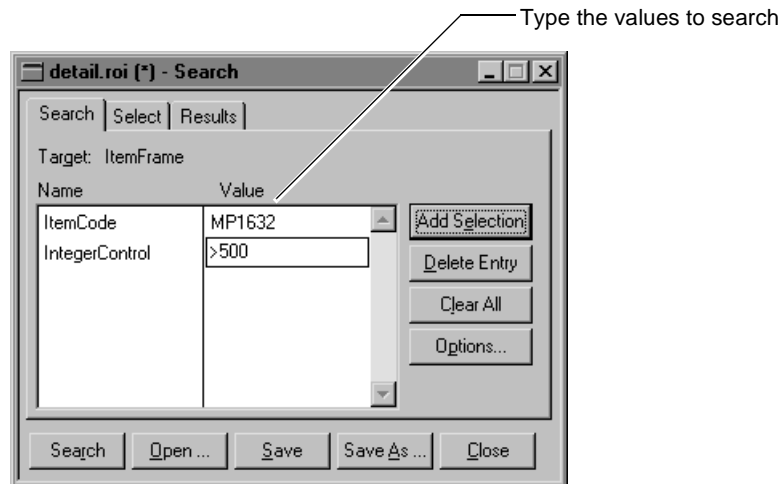 Type the values to search
detail.roi (*) - Search
Search Select Results
Target: ItemFrame
Name Value
ItemCode MP1632
IntegerControl >500
Add Selection
Delete Entry
Clear All
Options...
Search Open ... Save Save As ... Close